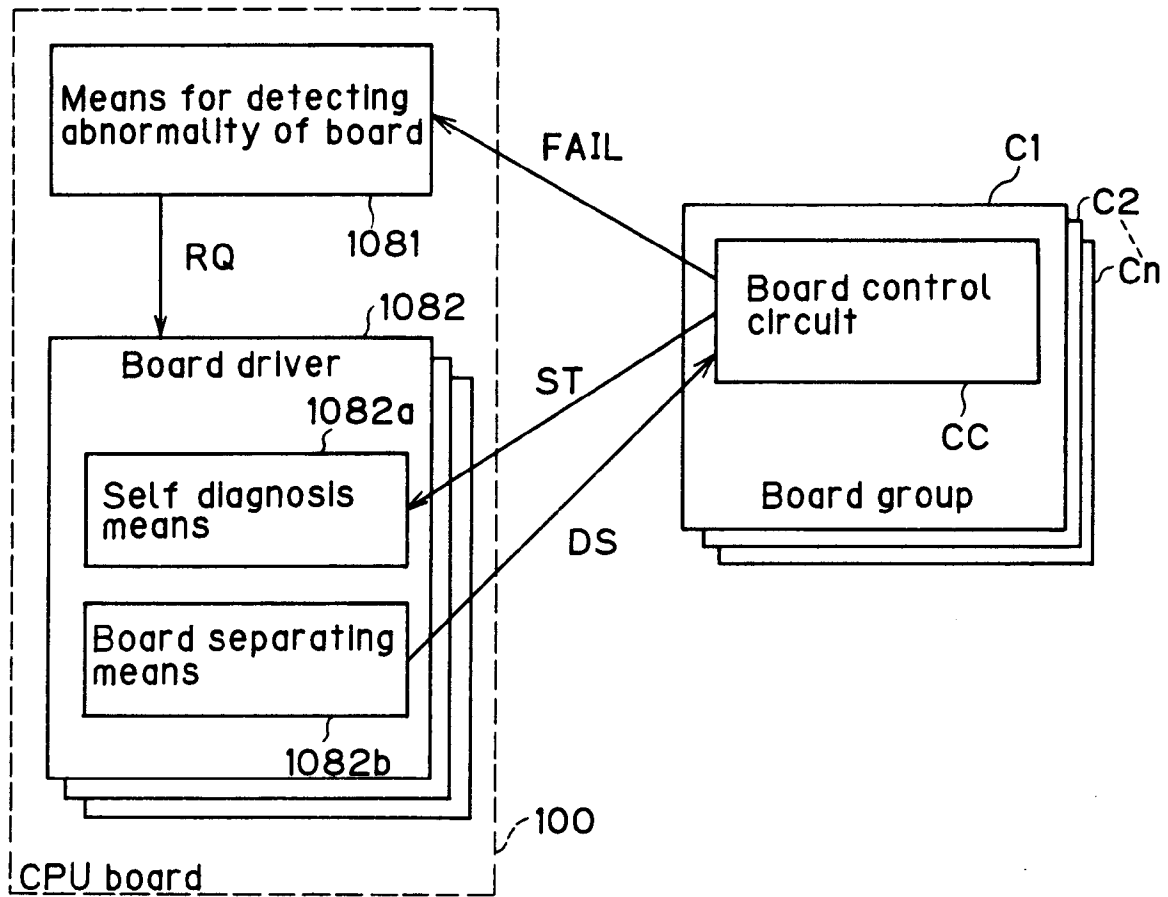 Means for detecting
abnormality of board
1081
RQ
1082
Board driver
1082a
Self diagnosis
means
Board separating
means
1082b
100
CPU board
FAIL
ST
DS
C1
C2
Cn
Board control
circuit
CC
Board group